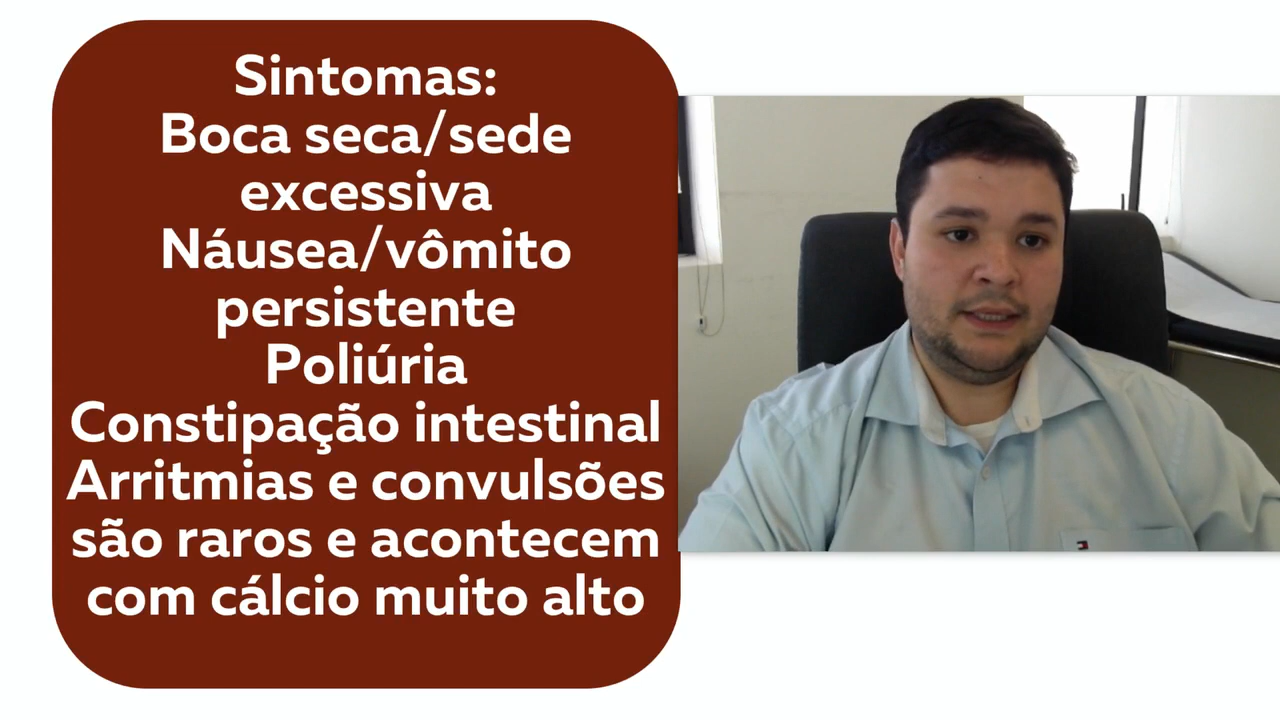 Sintomas:
Boca seca/sede
excessiva
Náusea/vômito
persistente
Poliúria
Constipação intestinal
Arritmias e convulsões
são raros e acontecem
com cálcio muito alto